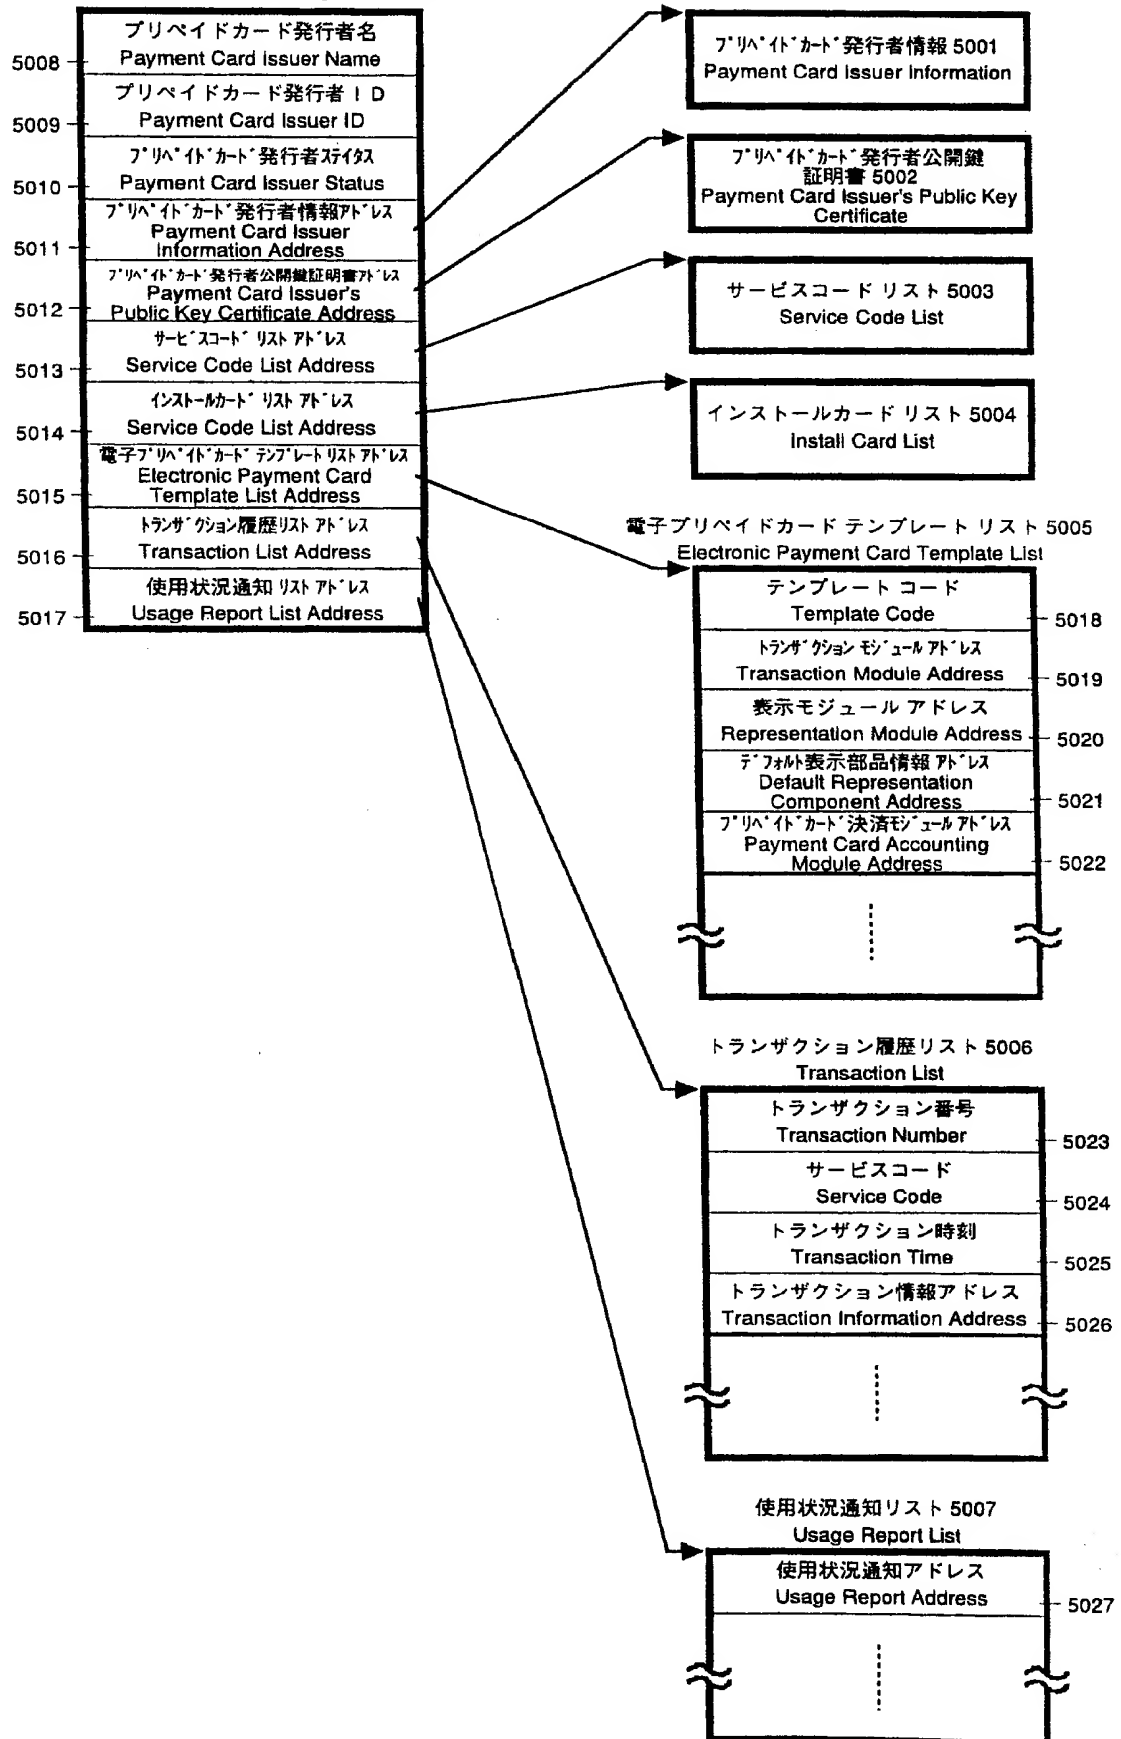 プリペイドカード発行者名
Payment Card Issuer Name
5008
プリペイドカード発行者ID
Payment Card Issuer ID
5009
プリペイドカード発行者ステイタス
Payment Card Issuer Status
5010
プリペイドカード発行者情報アドレス
Payment Card Issuer
Information Address
5011
プリペイドカード発行者公開鍵証明書アドレス
Payment Card Issuer's
Public Key Certificate Address
5012
サービスコード リスト アドレス
Service Code List Address
5013
インストールカード リスト アドレス
Service Code List Address
5014
電子プリペイドカード テンプレート リスト アドレス
Electronic Payment Card
Template List Address
5015
トランザクション履歴リスト アドレス
Transaction List Address
5016
使用状況通知 リスト アドレス
Usage Report List Address
5017
プリペイドカード発行者情報 5001
Payment Card Issuer Information
プリペイドカード発行者公開鍵
証明書 5002
Payment Card Issuer's Public Key
Certificate
サービスコード リスト 5003
Service Code List
インストールカード リスト 5004
Install Card List
電子プリペイドカード テンプレート リスト 5005
Electronic Payment Card Template List
テンプレート コード
Template Code
5018
トランザクション モジュール アドレス
Transaction Module Address
5019
表示モジュール アドレス
Representation Module Address
5020
デフォルト表示部品情報 アドレス
Default Representation
Component Address
5021
プリペイドカード決済モジュール アドレス
Payment Card Accounting
Module Address
5022
トランザクション履歴リスト 5006
Transaction List
トランザクション番号
Transaction Number
5023
サービスコード
Service Code
5024
トランザクション時刻
Transaction Time
5025
トランザクション情報アドレス
Transaction Information Address
5026
使用状況通知リスト 5007
Usage Report List
使用状況通知アドレス
Usage Report Address
5027